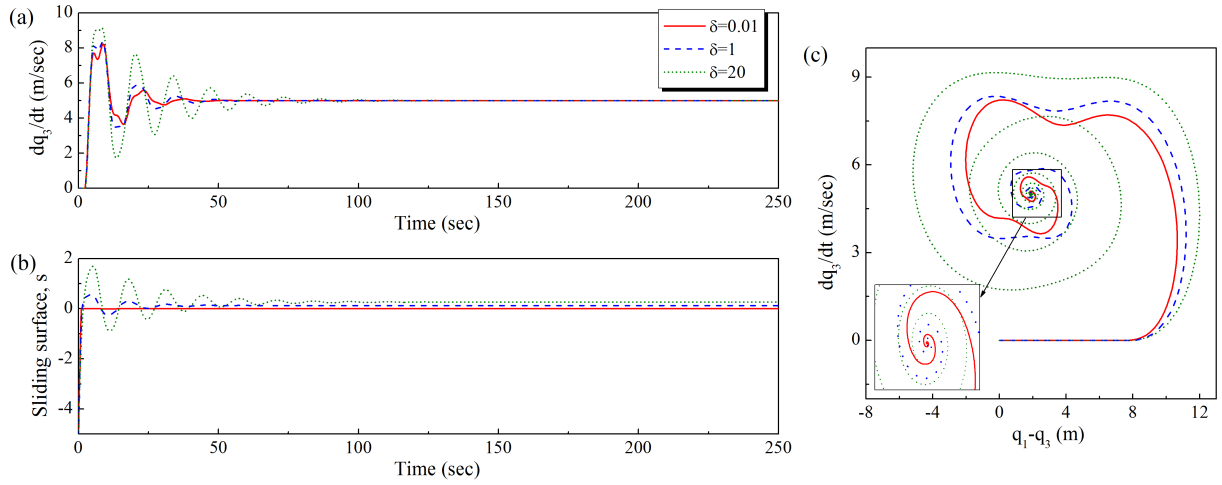 (a)
dq₃/dt (m/sec)
10
8
6
4
2
0
0 50 100 150 200 250
Time (sec)
δ=0.01
δ=1
δ=20
(b)
Sliding surface, s
2
0
-2
-4
0 50 100 150 200 250
Time (sec)
(c)
dq₃/dt (m/sec)
9
6
3
0
-8 -4 0 4 8 12
q₁-q₃ (m)